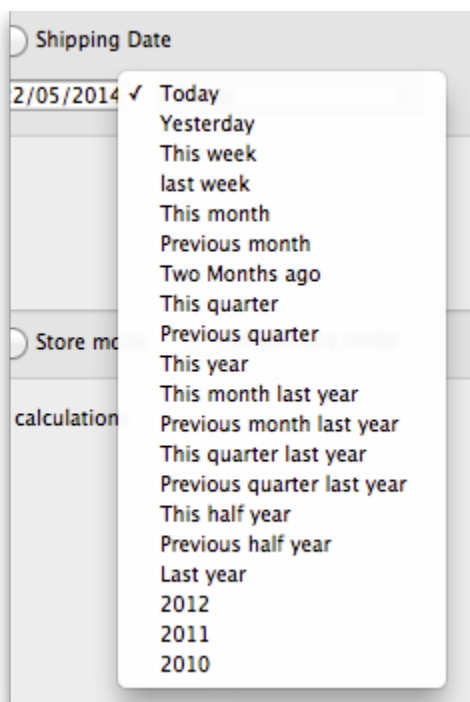 Shipping Date
2/05/2014
✓ Today
Yesterday
This week
last week
This month
Previous month
Two Months ago
This quarter
Previous quarter
This year
This month last year
Previous month last year
This quarter last year
Previous quarter last year
This half year
Previous half year
Last year
2012
2011
2010
Store mo
calculation